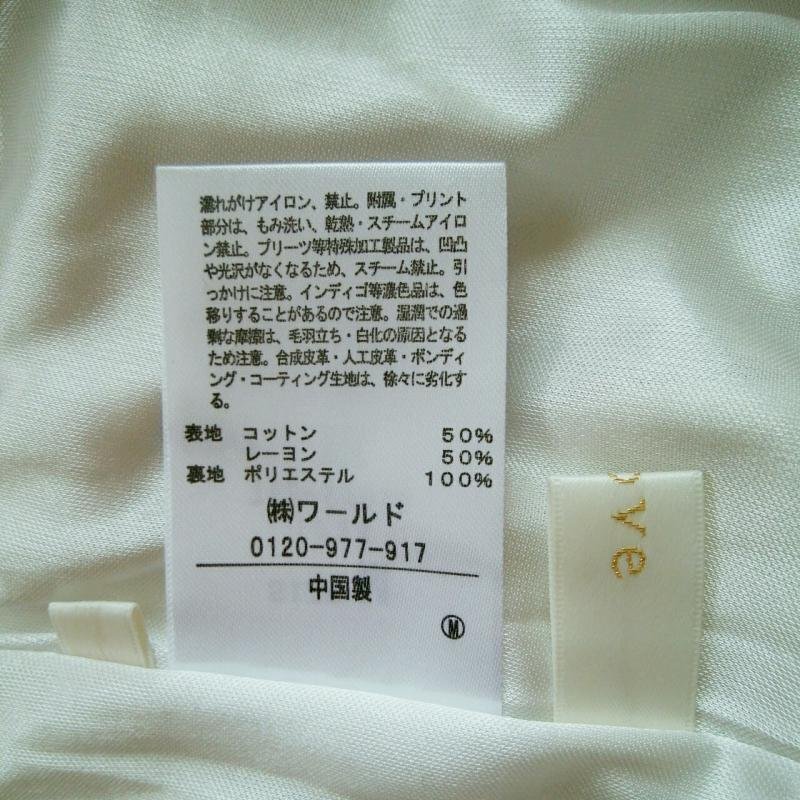 濡れがけアイロン、禁止。附属・プリント
部分は、もみ洗い、乾熱・スチームアイロ
ン禁止。プリーツ等特殊加工製品は、凹凸
や光沢がなくなるため、スチーム禁止。引
っかけに注意。インディゴ等濃色品は、色
移りすることがあるので注意。湿潤での過
剰な摩擦は、毛羽立ち・白化の原因となる
ため注意。合成皮革・人工皮革・ボンディ
ング・コーティング生地は、徐々に劣化す
る。
表地 コットン 50%
レーヨン 50%
裏地 ポリエステル 100%
㈱ワールド
0120-977-917
中国製
Ⓜ
ove